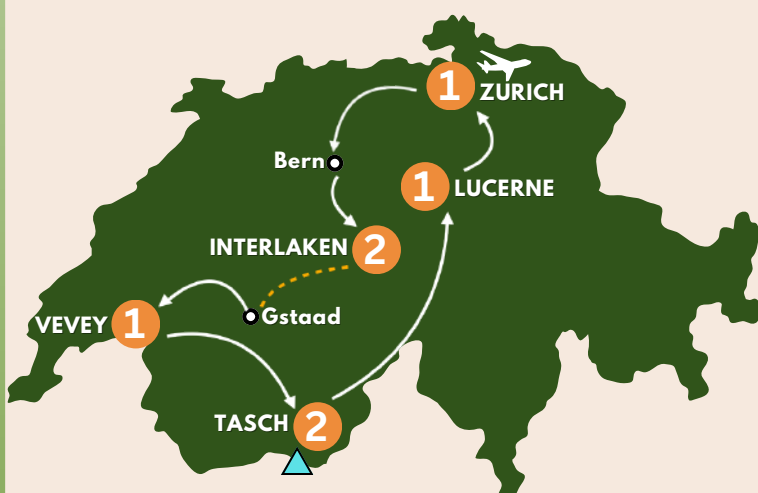 1 ZURICH
Bern
1 LUCERNE
INTERLAKEN 2
Gstaad
VEVEY 1
TASCH 2